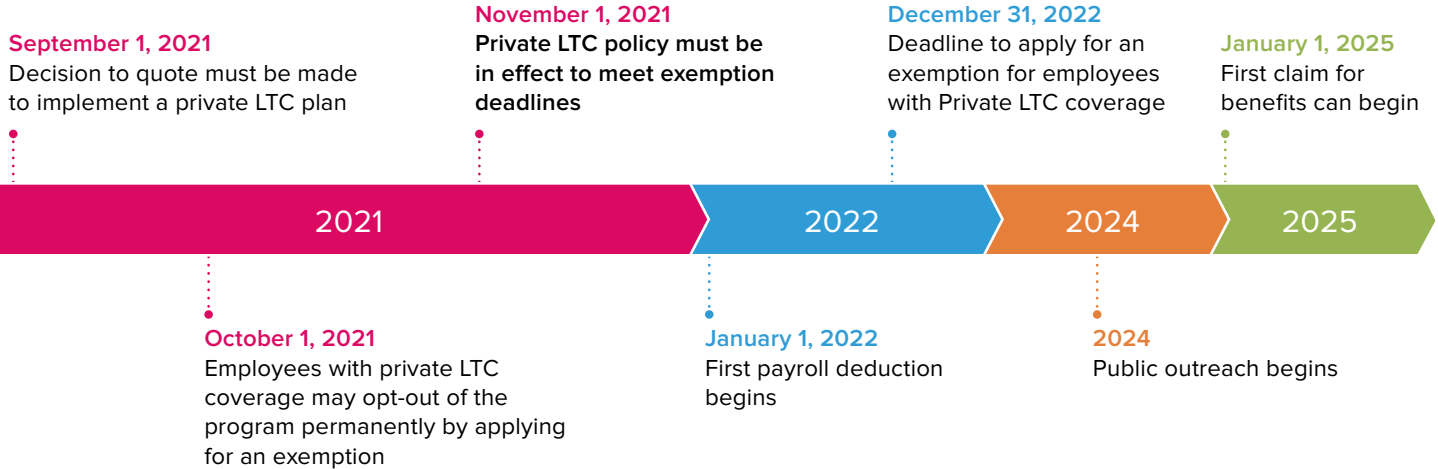 September 1, 2021
Decision to quote must be made
to implement a private LTC plan
November 1, 2021
Private LTC policy must be
in effect to meet exemption
deadlines
December 31, 2022
Deadline to apply for an
exemption for employees
with Private LTC coverage
January 1, 2025
First claim for
benefits can begin
2021
2022
2024
2025
October 1, 2021
Employees with private LTC
coverage may opt-out of the
program permanently by applying
for an exemption
January 1, 2022
First payroll deduction
begins
2024
Public outreach begins